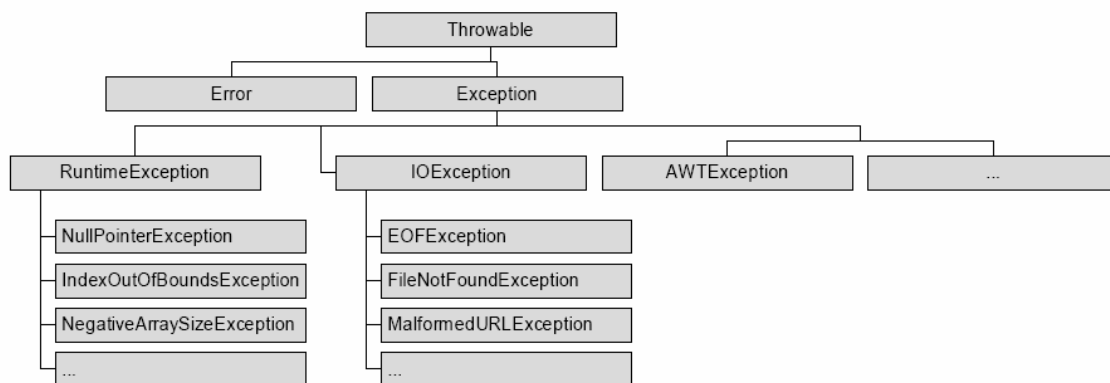 Throwable
Error
Exception
RuntimeException
IOException
AWTException
...
NullPointerException
IndexOutOfBoundsException
NegativeArraySizeException
...
EOFException
FileNotFoundException
MalformedURLException
...